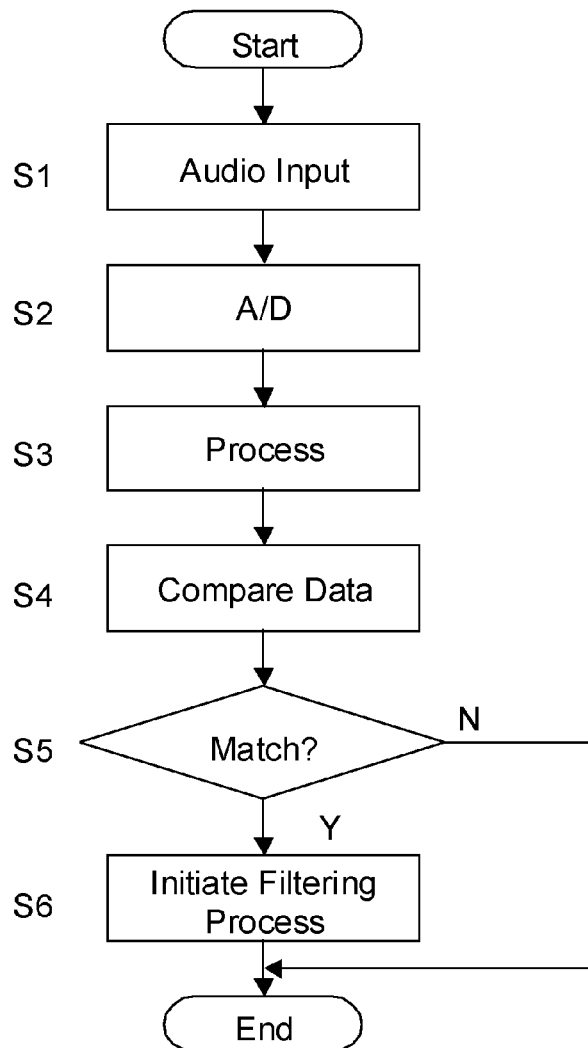 Start
S1
Audio Input
S2
A/D
S3
Process
S4
Compare Data
S5
Match?
N
Y
S6
Initiate Filtering
Process
End